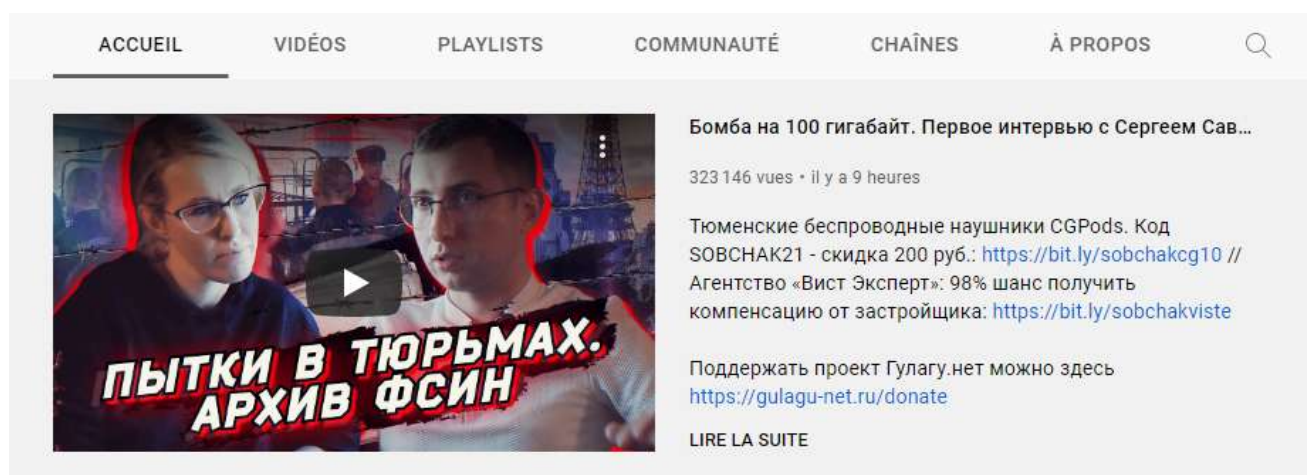 ACCUEIL VIDÉOS PLAYLISTS COMMUNAUTÉ CHAÎNES À PROPOS
ПЫТКИ В ТЮРЬМАХ.
АРХИВ ФСИН
Бомба на 100 гигабайт. Первое интервью с Сергеем Сав...
323 146 vues • il y a 9 heures
Тюменские беспроводные наушники CGPods. Код
SOBCHAK21 - скидка 200 руб.: https://bit.ly/sobchakcg10 //
Агентство «Вист Эксперт»: 98% шанс получить
компенсацию от застройщика: https://bit.ly/sobchakviste
Поддержать проект Гулагу.нет можно здесь
https://gulagu-net.ru/donate
LIRE LA SUITE